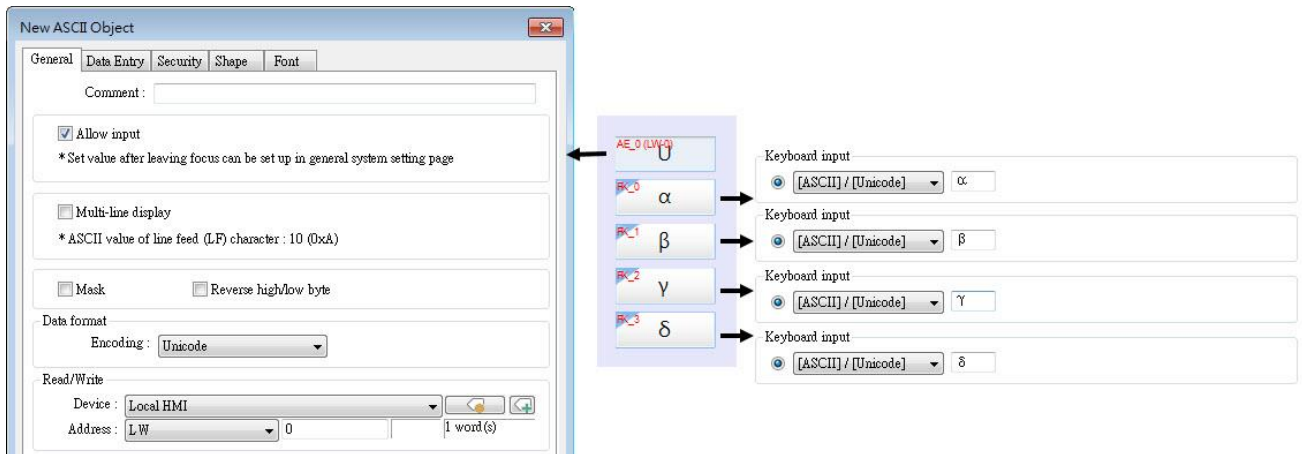 New ASCII Object
General Data Entry Security Shape Font
Comment :
Allow input
* Set value after leaving focus can be set up in general system setting page
Multi-line display
* ASCII value of line feed (LF) character : 10 (0xA)
Mask Reverse high/low byte
Data format
Encoding : Unicode
Read/Write
Device : Local HMI
Address : LW 0 1 word(s)
AE_0 (LW-0)
U
FK_0
α
FK_1
β
FK_2
γ
FK_3
δ
Keyboard input
[ASCII] / [Unicode] α
Keyboard input
[ASCII] / [Unicode] β
Keyboard input
[ASCII] / [Unicode] γ
Keyboard input
[ASCII] / [Unicode] δ